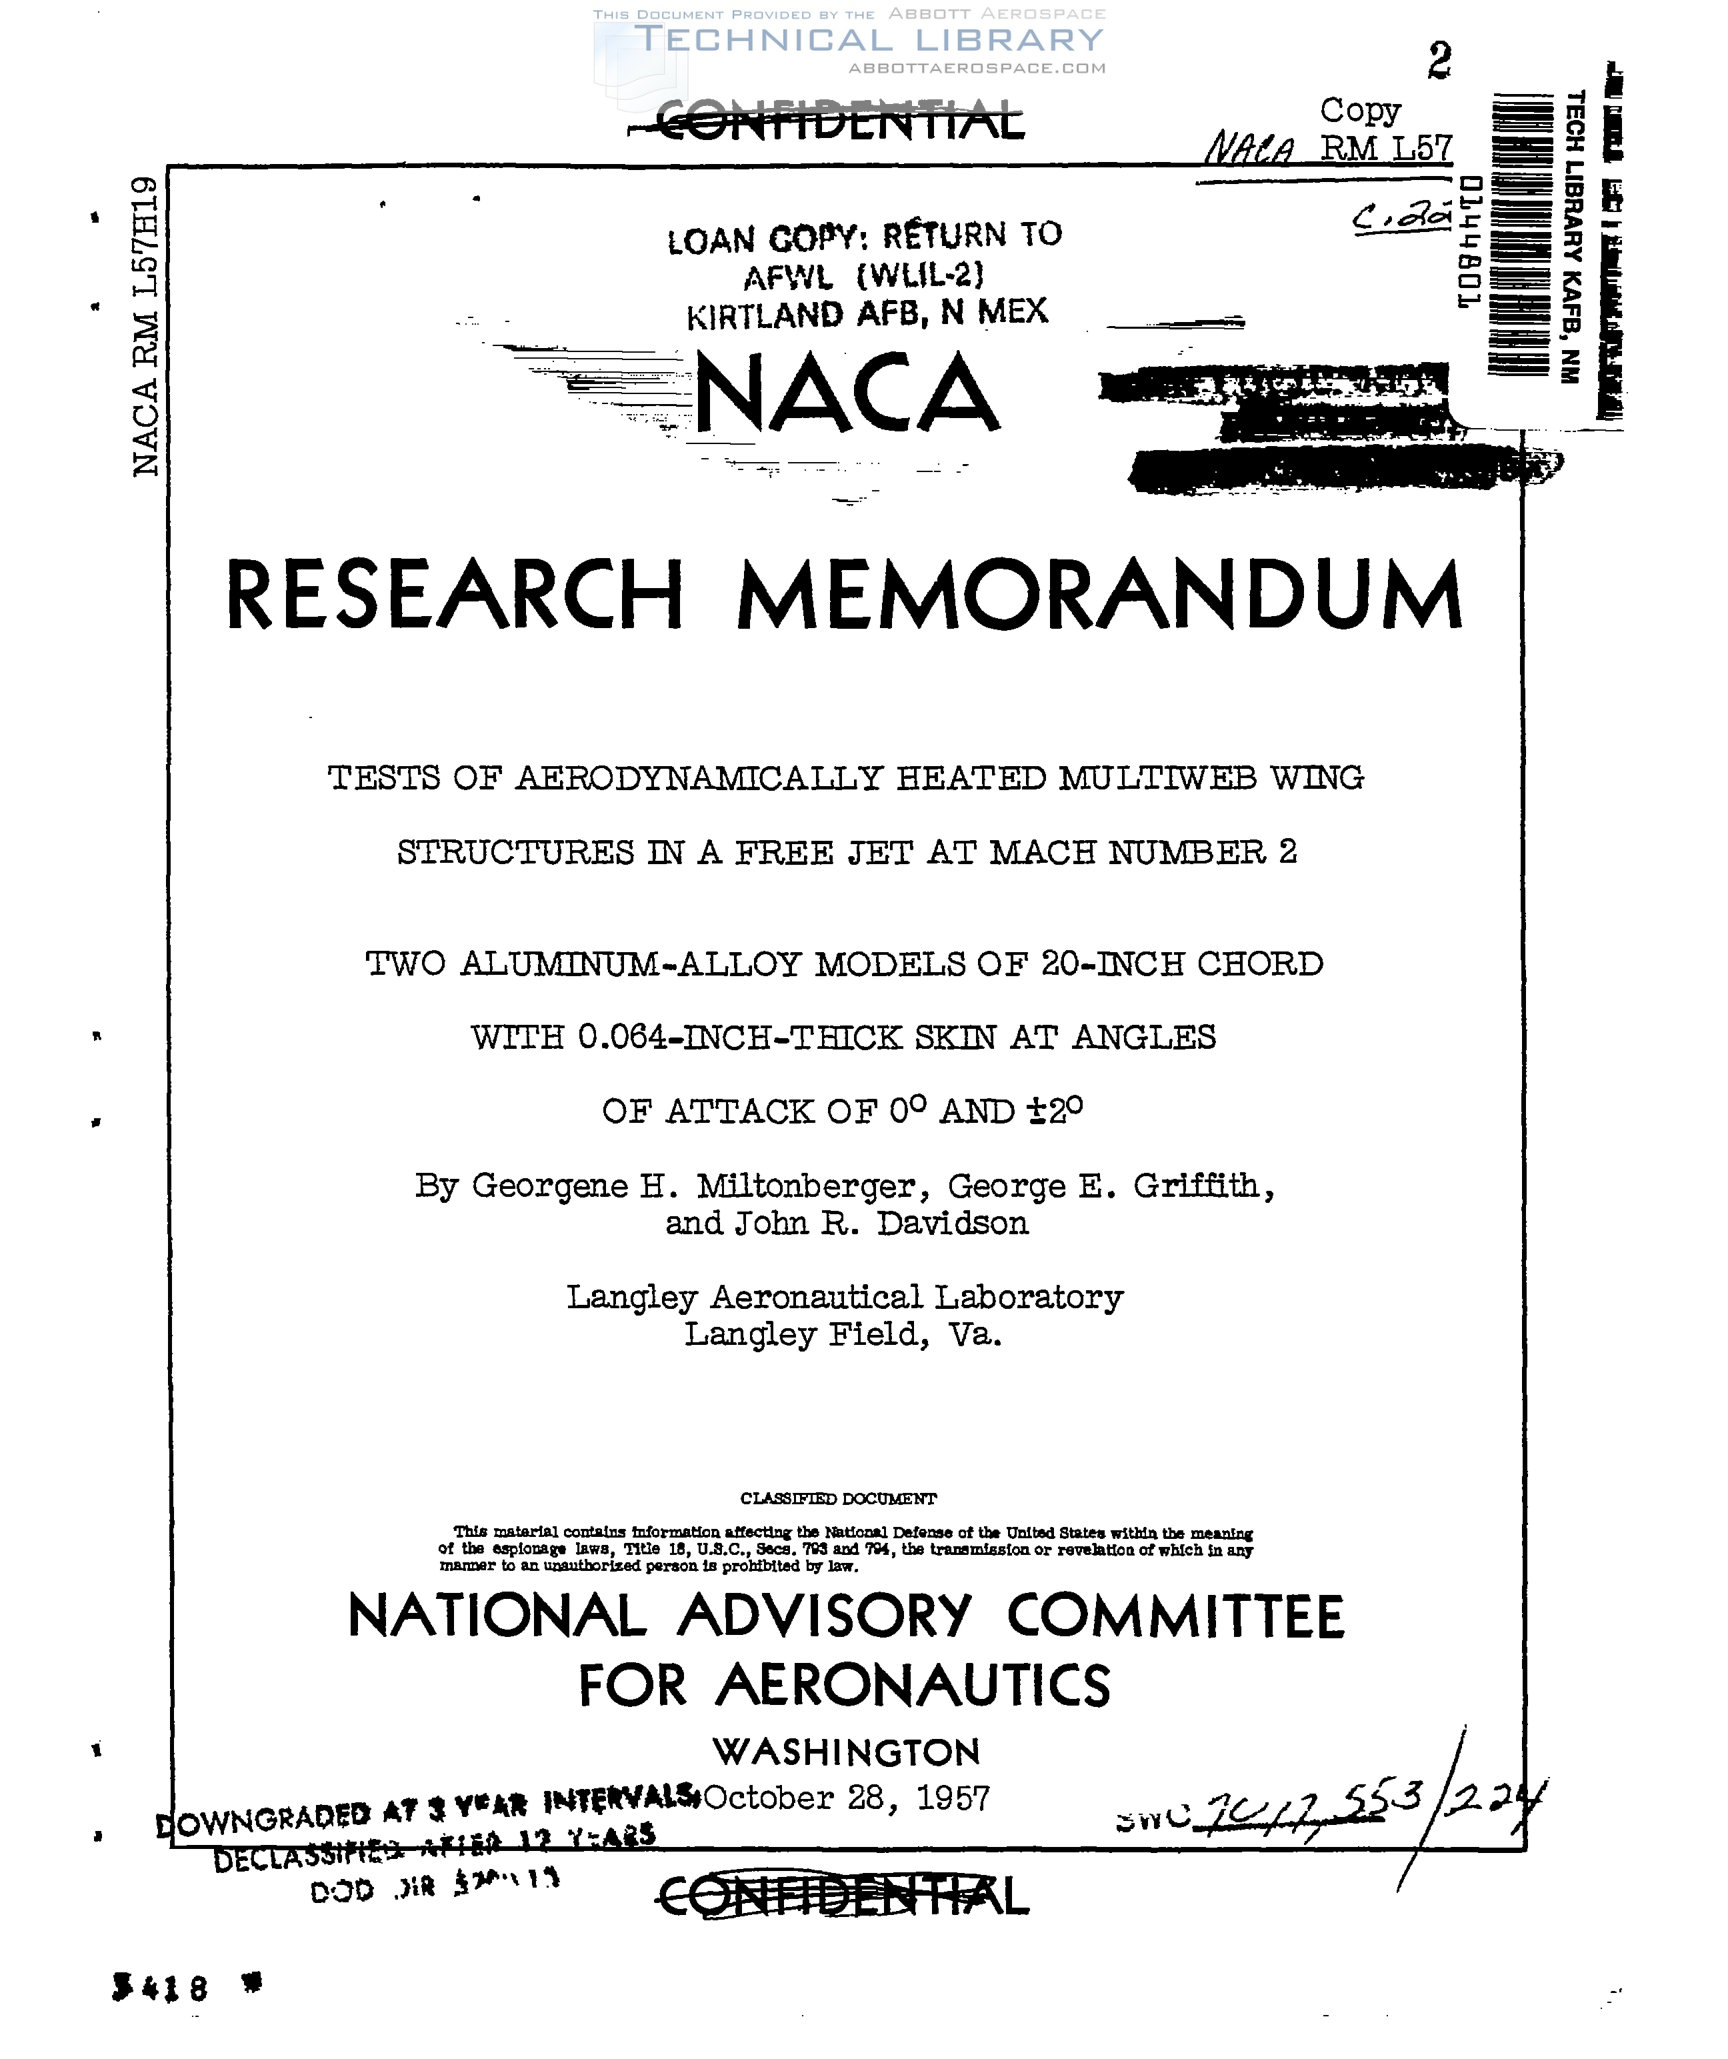 THIS DOCUMENT PROVIDED BY THE ABBOTT AEROSPACE
TECHNICAL LIBRARY
ABBOTTAEROSPACE.COM
2
CONFIDENTIAL
Copy
NACA RM L57
C.2
NACA RM L57H19
0144801
TECH LIBRARY KAFB, NM
LOAN COPY: RETURN TO
AFWL (WLIL-2)
KIRTLAND AFB, N MEX
NACA
RESEARCH MEMORANDUM
TESTS OF AERODYNAMICALLY HEATED MULTIWEB WING
STRUCTURES IN A FREE JET AT MACH NUMBER 2
TWO ALUMINUM-ALLOY MODELS OF 20-INCH CHORD
WITH 0.064-INCH-THICK SKIN AT ANGLES
OF ATTACK OF 0° AND ±2°
By Georgene H. Miltonberger, George E. Griffith,
and John R. Davidson
Langley Aeronautical Laboratory
Langley Field, Va.
CLASSIFIED DOCUMENT
This material contains information affecting the National Defense of the United States within the meaning
of the espionage laws, Title 18, U.S.C., Secs. 793 and 794, the transmission or revelation of which in any
manner to an unauthorized person is prohibited by law.
NATIONAL ADVISORY COMMITTEE
FOR AERONAUTICS
WASHINGTON
October 28, 1957
DOWNGRADED AT 3 YEAR INTERVALS;
DECLASSIFIED AFTER 12 YEARS
DOD DIR
SWC 553/224
CONFIDENTIAL
418